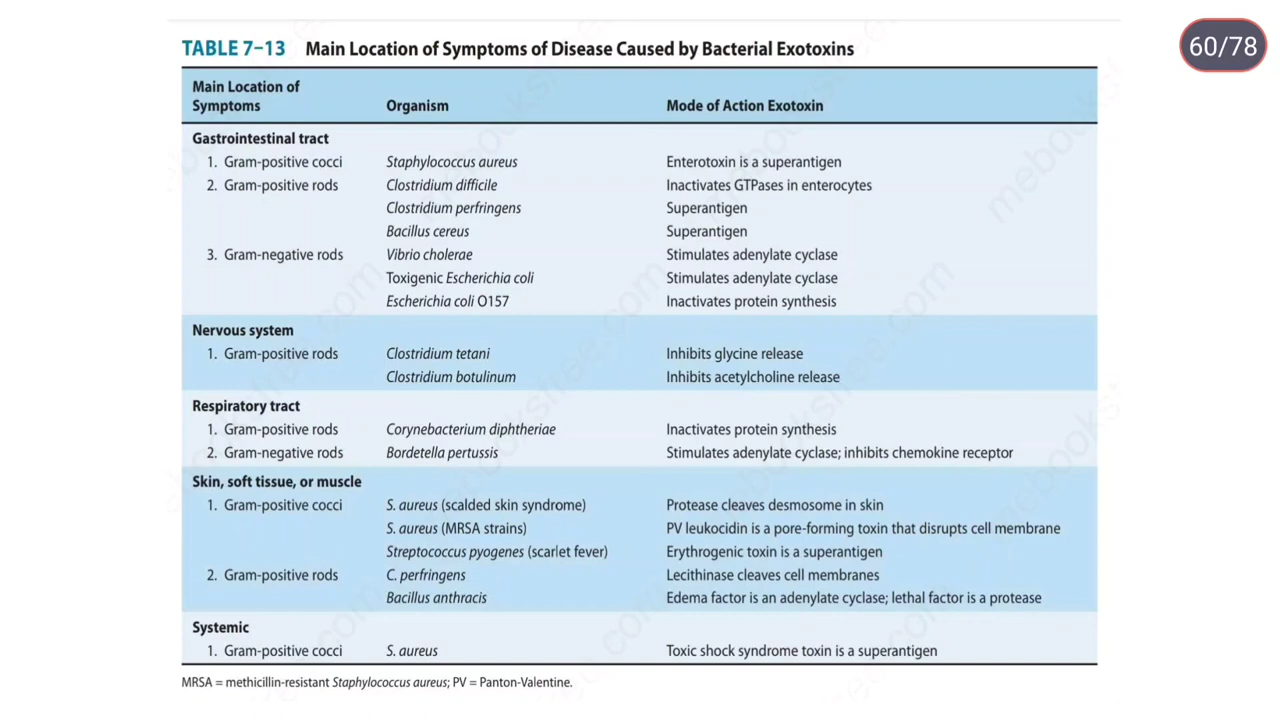 60/78
TABLE 7–13 Main Location of Symptoms of Disease Caused by Bacterial Exotoxins
Main Location of
Symptoms Organism Mode of Action Exotoxin
Gastrointestinal tract
1. Gram-positive cocci Staphylococcus aureus Enterotoxin is a superantigen
2. Gram-positive rods Clostridium difficile Inactivates GTPases in enterocytes
Clostridium perfringens Superantigen
Bacillus cereus Superantigen
3. Gram-negative rods Vibrio cholerae Stimulates adenylate cyclase
Toxigenic Escherichia coli Stimulates adenylate cyclase
Escherichia coli O157 Inactivates protein synthesis
Nervous system
1. Gram-positive rods Clostridium tetani Inhibits glycine release
Clostridium botulinum Inhibits acetylcholine release
Respiratory tract
1. Gram-positive rods Corynebacterium diphtheriae Inactivates protein synthesis
2. Gram-negative rods Bordetella pertussis Stimulates adenylate cyclase; inhibits chemokine receptor
Skin, soft tissue, or muscle
1. Gram-positive cocci S. aureus (scalded skin syndrome) Protease cleaves desmosome in skin
S. aureus (MRSA strains) PV leukocidin is a pore-forming toxin that disrupts cell membrane
Streptococcus pyogenes (scarlet fever) Erythrogenic toxin is a superantigen
2. Gram-positive rods C. perfringens Lecithinase cleaves cell membranes
Bacillus anthracis Edema factor is an adenylate cyclase; lethal factor is a protease
Systemic
1. Gram-positive cocci S. aureus Toxic shock syndrome toxin is a superantigen
MRSA = methicillin-resistant Staphylococcus aureus; PV = Panton-Valentine.